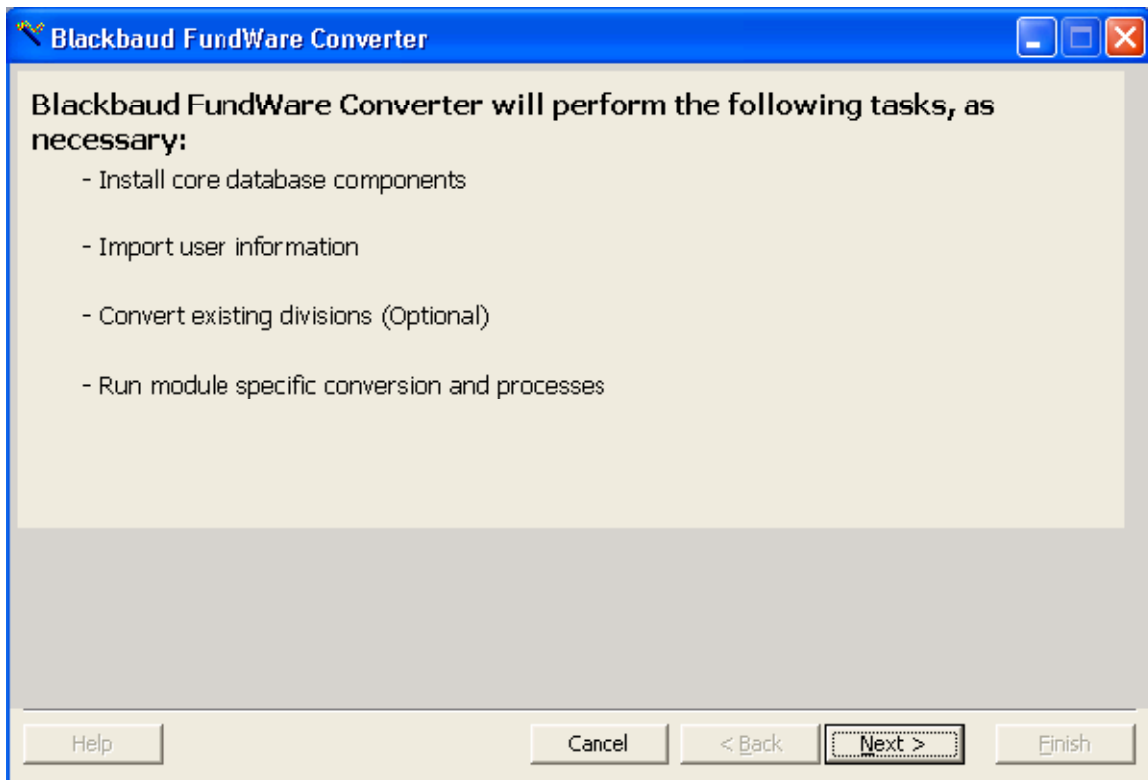 Blackbaud FundWare Converter
Blackbaud FundWare Converter will perform the following tasks, as
necessary:
- Install core database components
- Import user information
- Convert existing divisions (Optional)
- Run module specific conversion and processes
Help
Cancel
< Back
Next >
Finish